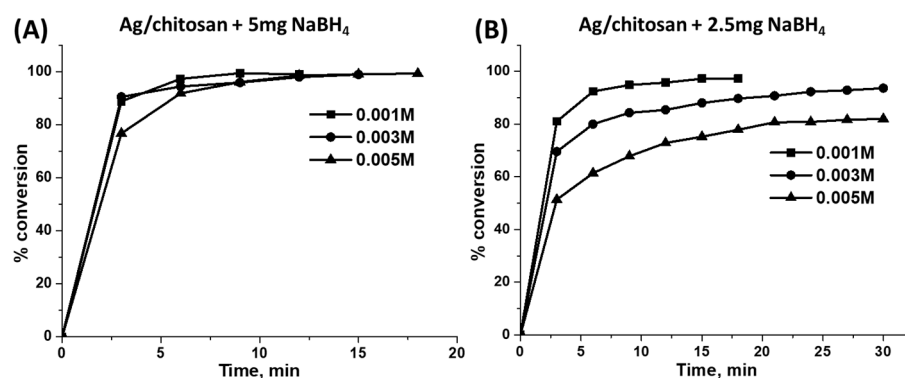 (A)
Ag/chitosan + 5mg NaBH4
100
80
60
40
20
0
% conversion
0.001M
0.003M
0.005M
0
5
10
15
20
Time, min
(B)
Ag/chitosan + 2.5mg NaBH4
100
80
60
40
20
0
% conversion
0.001M
0.003M
0.005M
0
5
10
15
20
25
30
Time, min